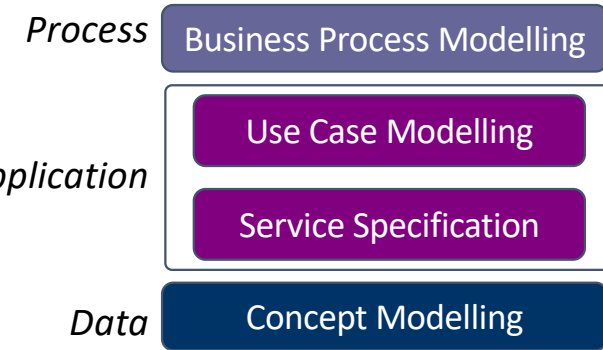 Process
Business Process Modelling
Use Case Modelling
pplication
Service Specification
Data
Concept Modelling